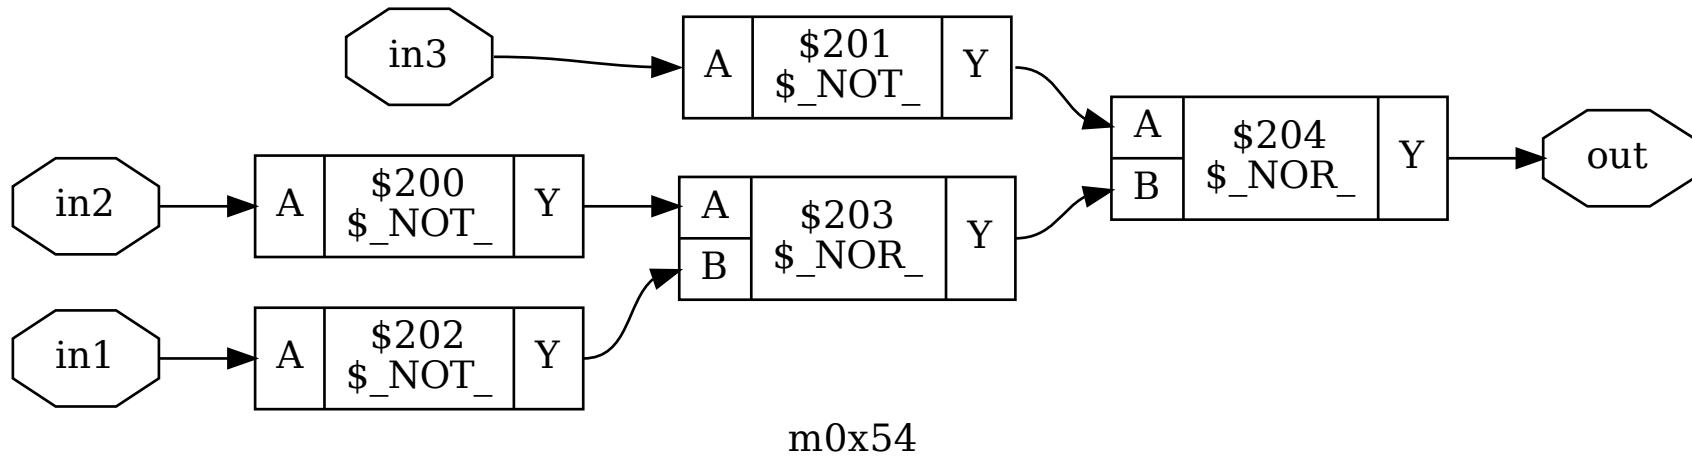 in3
A
$201
$_NOT_
Y
in2
A
$200
$_NOT_
Y
in1
A
$202
$_NOT_
Y
A
B
$203
$_NOR_
Y
A
B
$204
$_NOR_
Y
out
m0x54